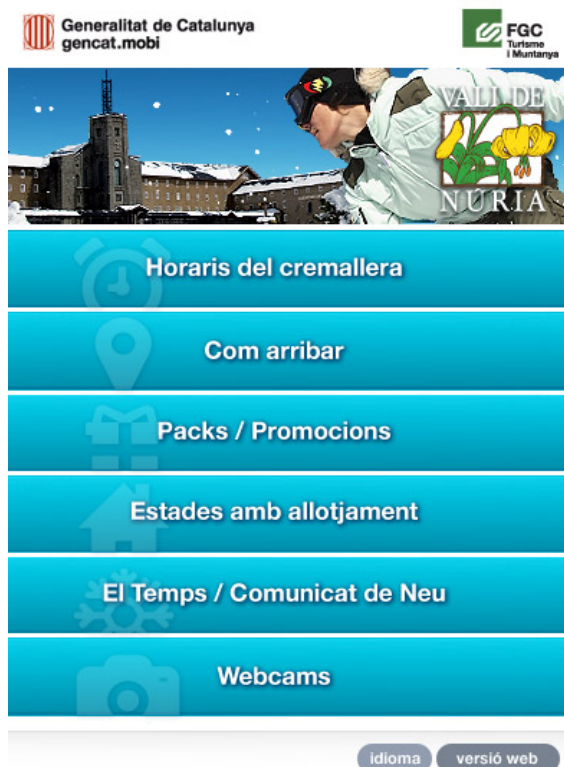 Generalitat de Catalunya
gencat.mobi
FGC
Turisme
i Muntanya
VALL DE
NÚRIA
Horaris del cremallera
Com arribar
Packs / Promocions
Estades amb allotjament
El Temps / Comunicat de Neu
Webcams
idioma
versió web